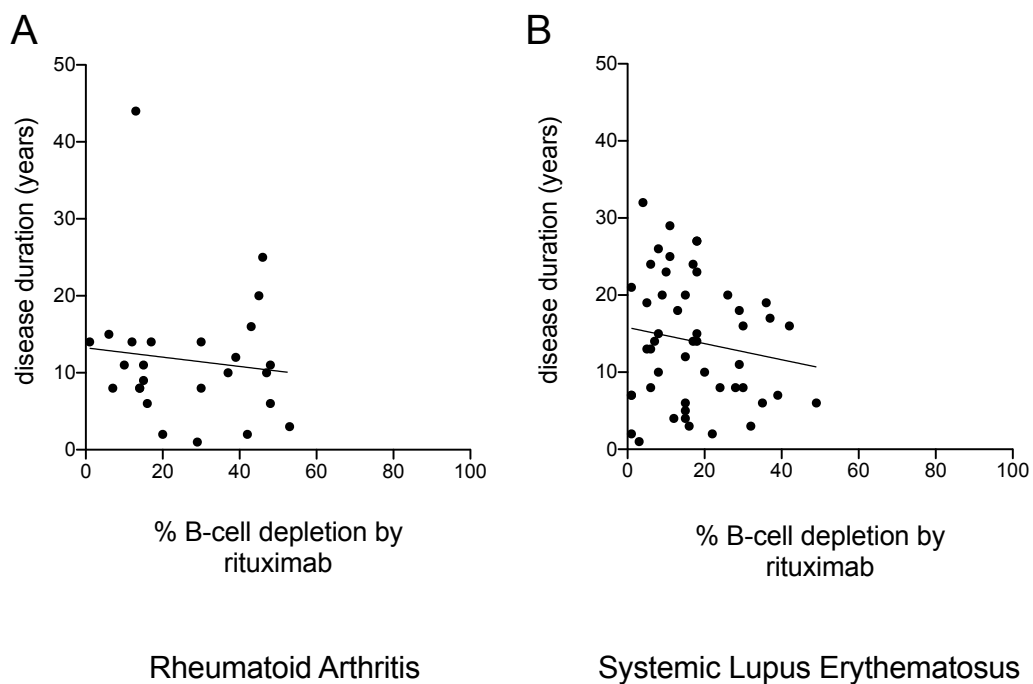 A
50
40
30
20
10
0
disease duration (years)
0 20 40 60 80 100
% B-cell depletion by
rituximab
Rheumatoid Arthritis
B
50
40
30
20
10
0
disease duration (years)
0 20 40 60 80 100
% B-cell depletion by
rituximab
Systemic Lupus Erythematosus